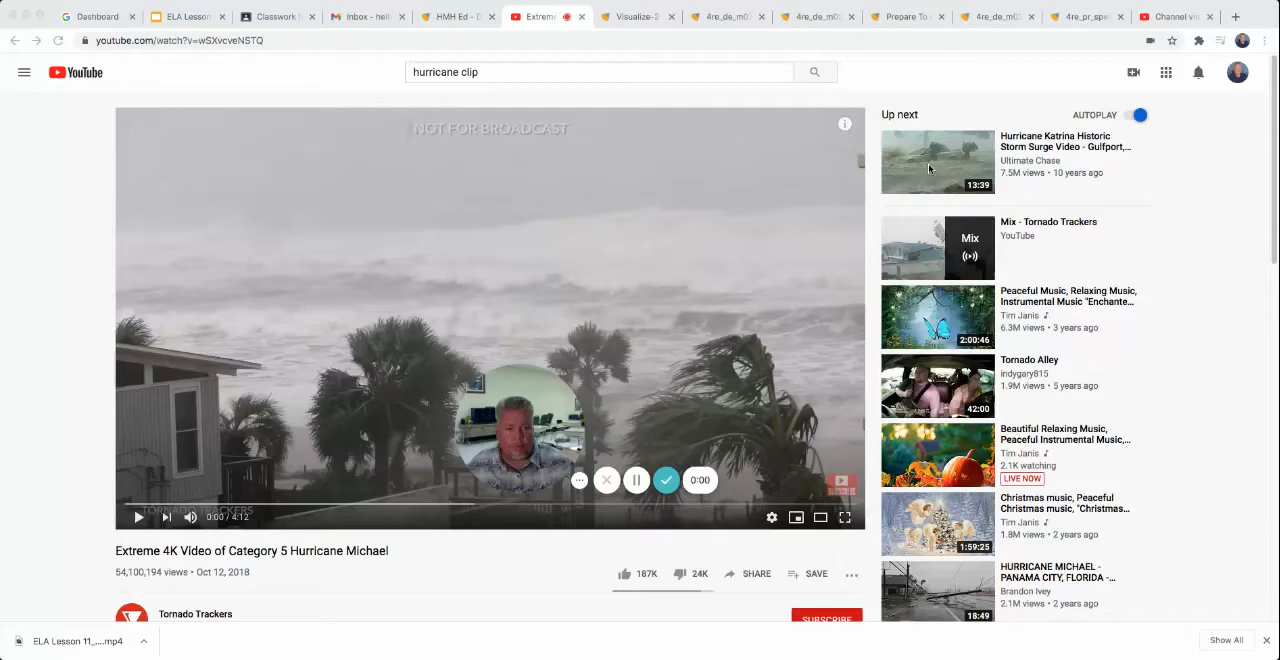 Dashboard
ELA Lesson
Classwork f
Inbox - hell
HMH Ed - D
Extreme
Visualize-2
4re_de_m03
4re_de_m05
Prepare To
4re_de_m03
4re_pr_spe
Channel vie
youtube.com/watch?v=wSXvcveNSTQ
YouTube
hurricane clip
NOT FOR BROADCAST
TORNADO TRACKERS
0:00
0:00 / 4:12
Extreme 4K Video of Category 5 Hurricane Michael
54,100,194 views • Oct 12, 2018
187K
24K
SHARE
SAVE
Tornado Trackers
SUBSCRIBE
Up next
AUTOPLAY
Hurricane Katrina Historic
Storm Surge Video - Gulfport,...
Ultimate Chase
7.5M views • 10 years ago
13:39
Mix
Mix - Tornado Trackers
YouTube
Peaceful Music, Relaxing Music,
Instrumental Music "Enchante...
Tim Janis
6.3M views • 3 years ago
2:00:46
Tornado Alley
indygary815
1.9M views • 5 years ago
42:00
Beautiful Relaxing Music,
Peaceful Instrumental Music,...
Tim Janis
2.1K watching
LIVE NOW
Christmas music, Peaceful
Christmas music, "Christmas...
Tim Janis
1.8M views • 2 years ago
1:59:25
HURRICANE MICHAEL -
PANAMA CITY, FLORIDA -...
Brandon Ivey
2.1M views • 2 years ago
18:49
ELA Lesson 11_....mp4
Show All